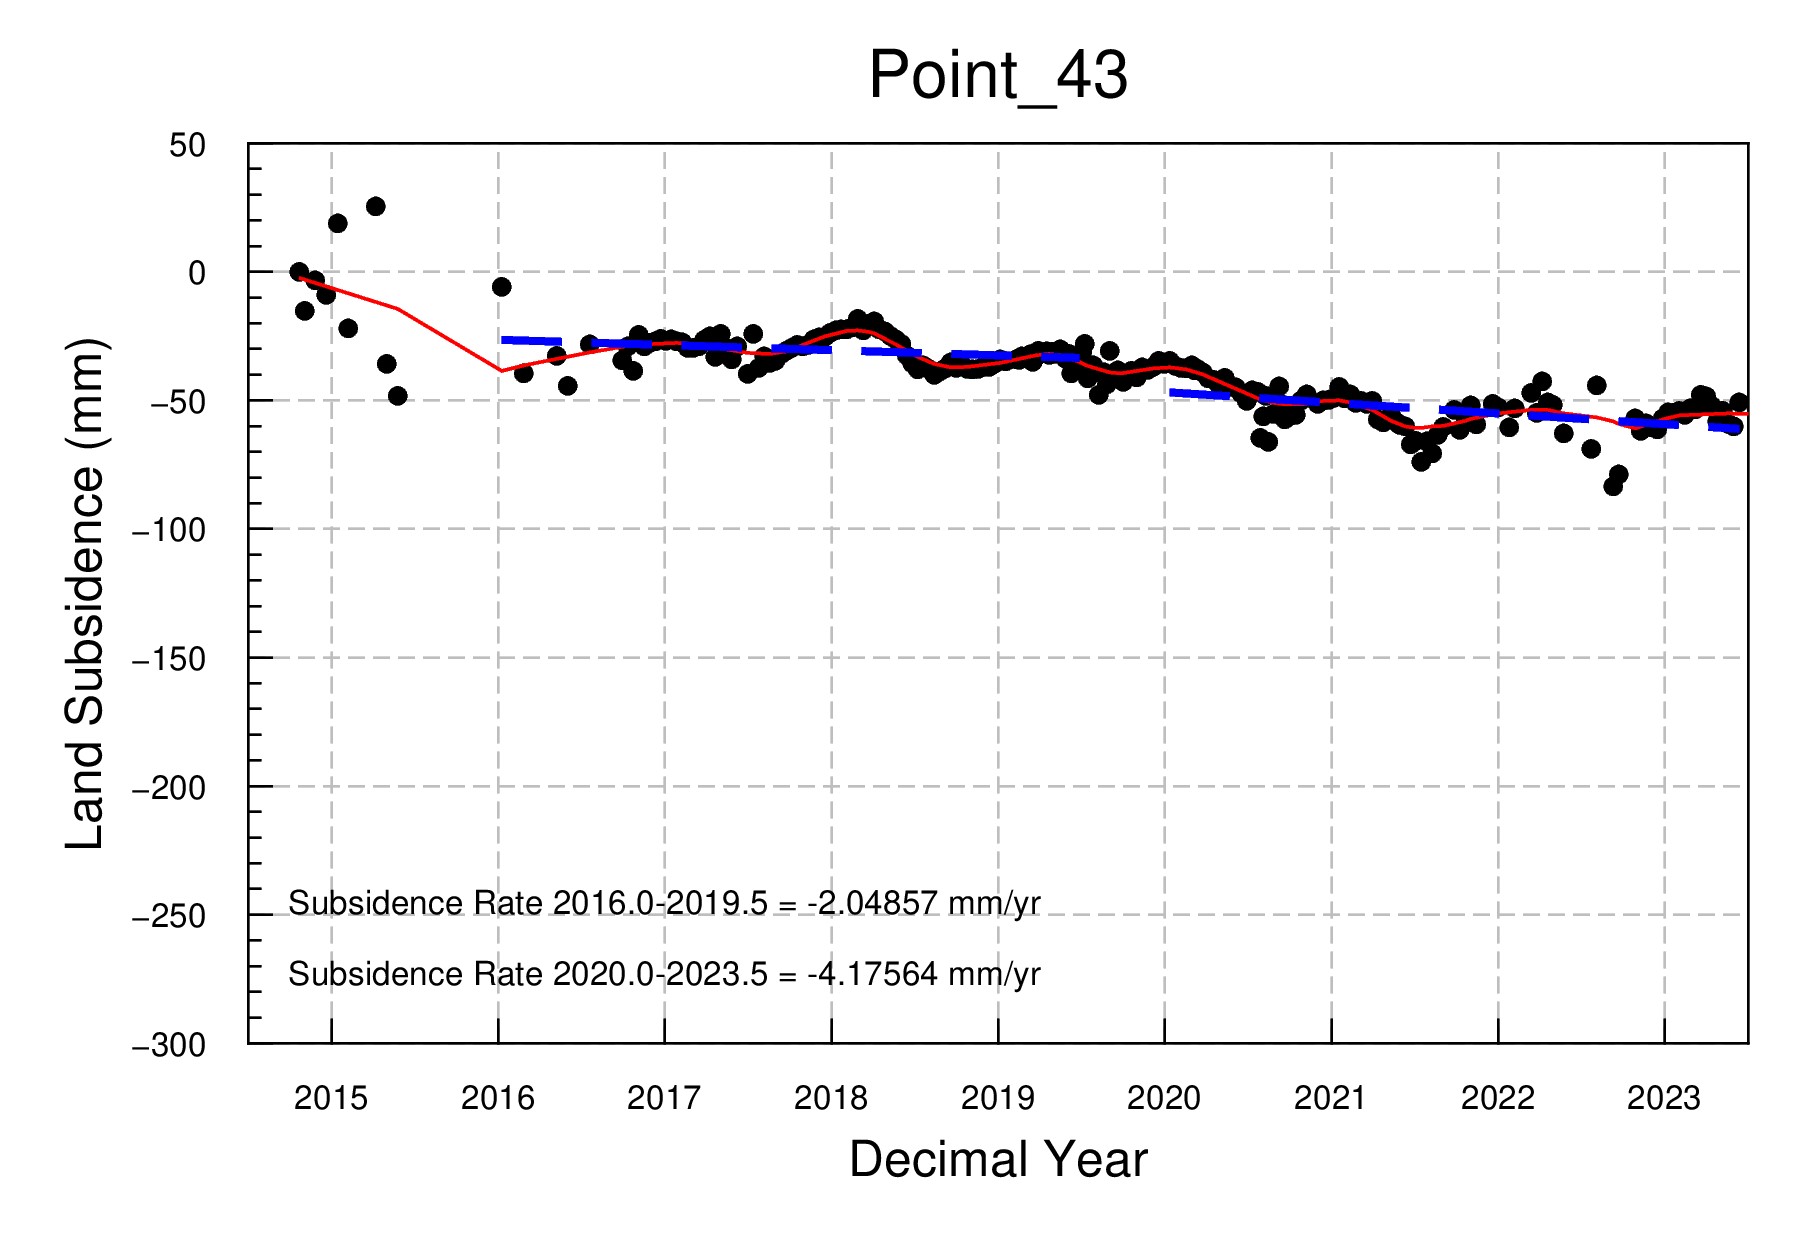 Point_43
50
0
−50
−100
−150
−200
−250
−300
Land Subsidence (mm)
Subsidence Rate 2016.0-2019.5 = -2.04857 mm/yr
Subsidence Rate 2020.0-2023.5 = -4.17564 mm/yr
2015 2016 2017 2018 2019 2020 2021 2022 2023
Decimal Year